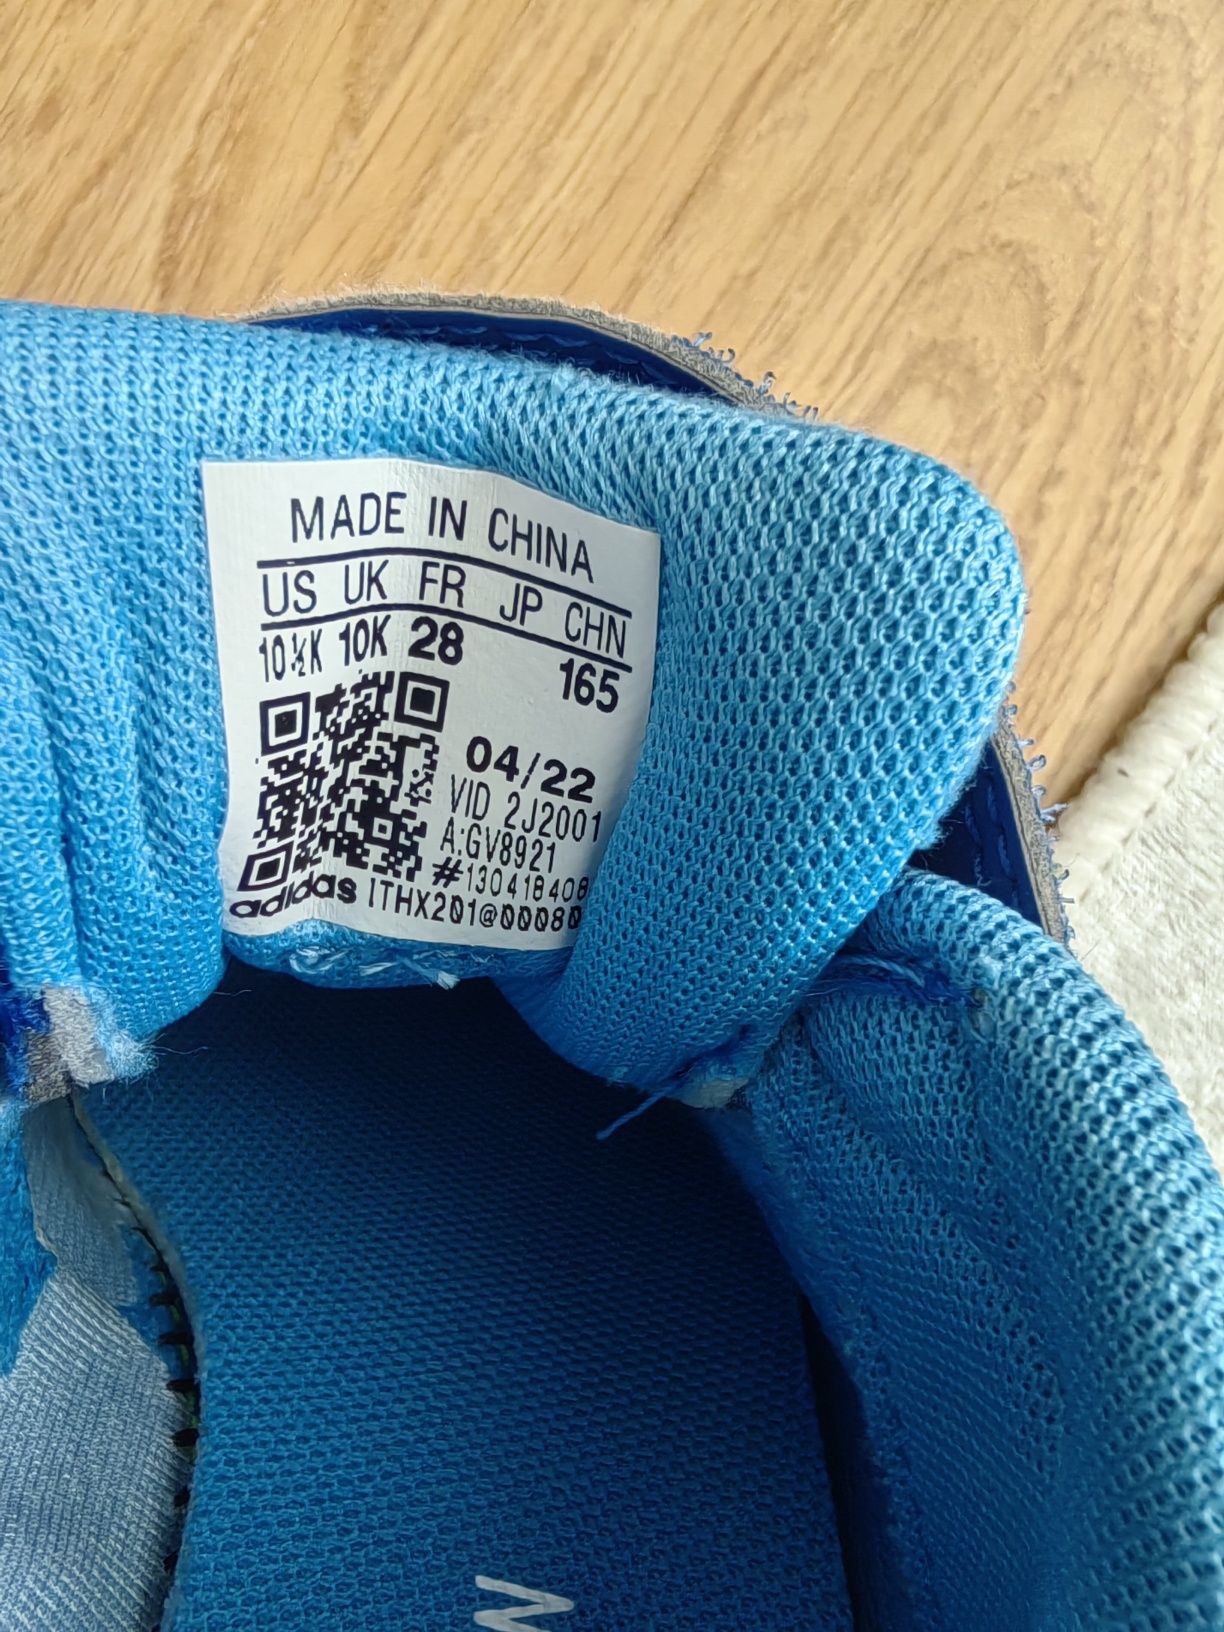 MADE IN CHINA
US UK FR JP CHN
10½K 10K 28 165
04/22
VID 2J2001
A:GV8921
#130418408
adidas ITHX201@00080